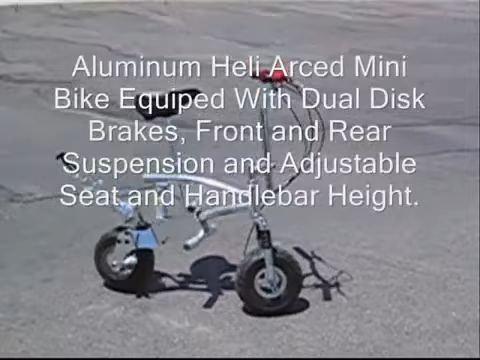 Aluminum Heli Arced Mini
Bike Equiped With Dual Disk
Brakes, Front and Rear
Suspension and Adjustable
Seat and Handlebar Height.